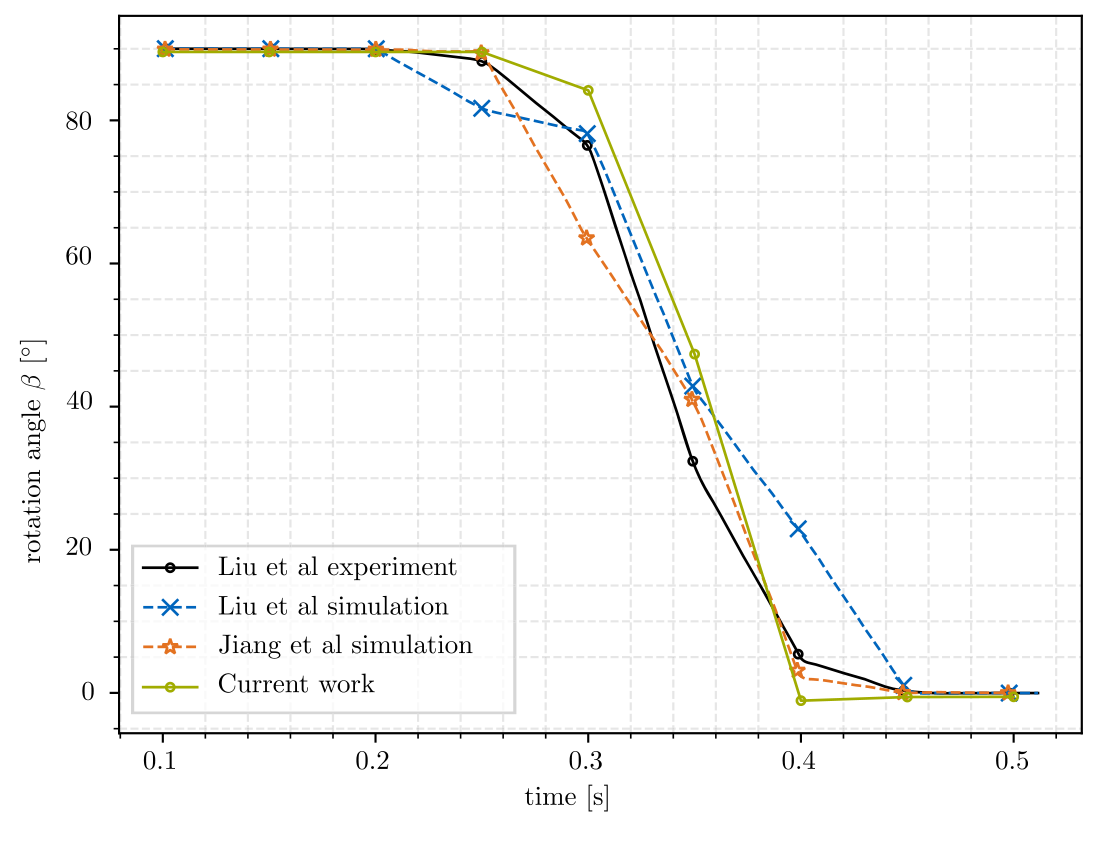 80
60
40
20
0
rotation angle β [°]
Liu et al experiment
Liu et al simulation
Jiang et al simulation
Current work
0.1 0.2 0.3 0.4 0.5
time [s]